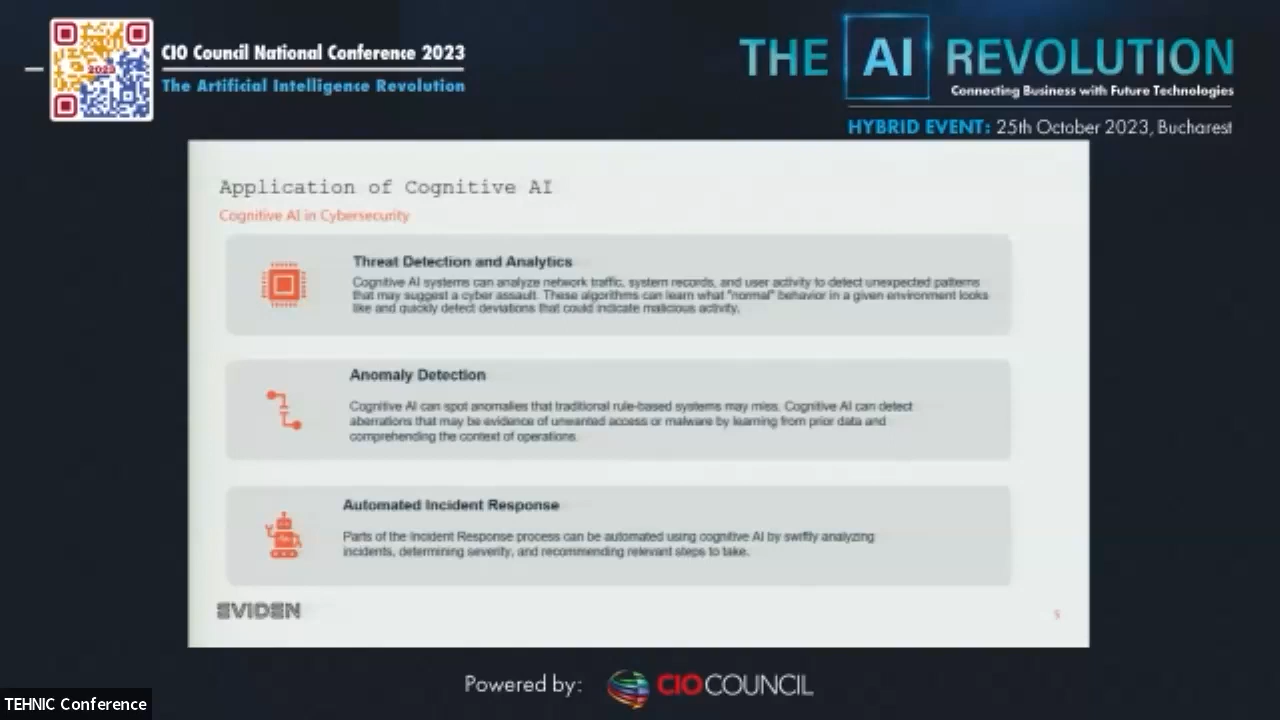 CIO Council National Conference 2023
The Artificial Intelligence Revolution
2023
THE AI REVOLUTION
Connecting Business with Future Technologies
HYBRID EVENT: 25th October 2023, Bucharest
Application of Cognitive AI
Cognitive AI in Cybersecurity
Threat Detection and Analytics
Cognitive AI systems can analyze network traffic, system records, and user activity to detect unexpected patterns
that may suggest a cyber assault. These algorithms can learn what "normal" behavior in a given environment looks
like and quickly detect deviations that could indicate malicious activity.
Anomaly Detection
Cognitive AI can spot anomalies that traditional rule-based systems may miss. Cognitive AI can detect
aberrations that may be evidence of unwanted access or malware by learning from prior data and
comprehending the context of operations.
Automated Incident Response
Parts of the Incident Response process can be automated using cognitive AI by swiftly analyzing
incidents, determining severity, and recommending relevant steps to take.
EVIDEN
5
Powered by: CIO COUNCIL
TEHNIC Conference